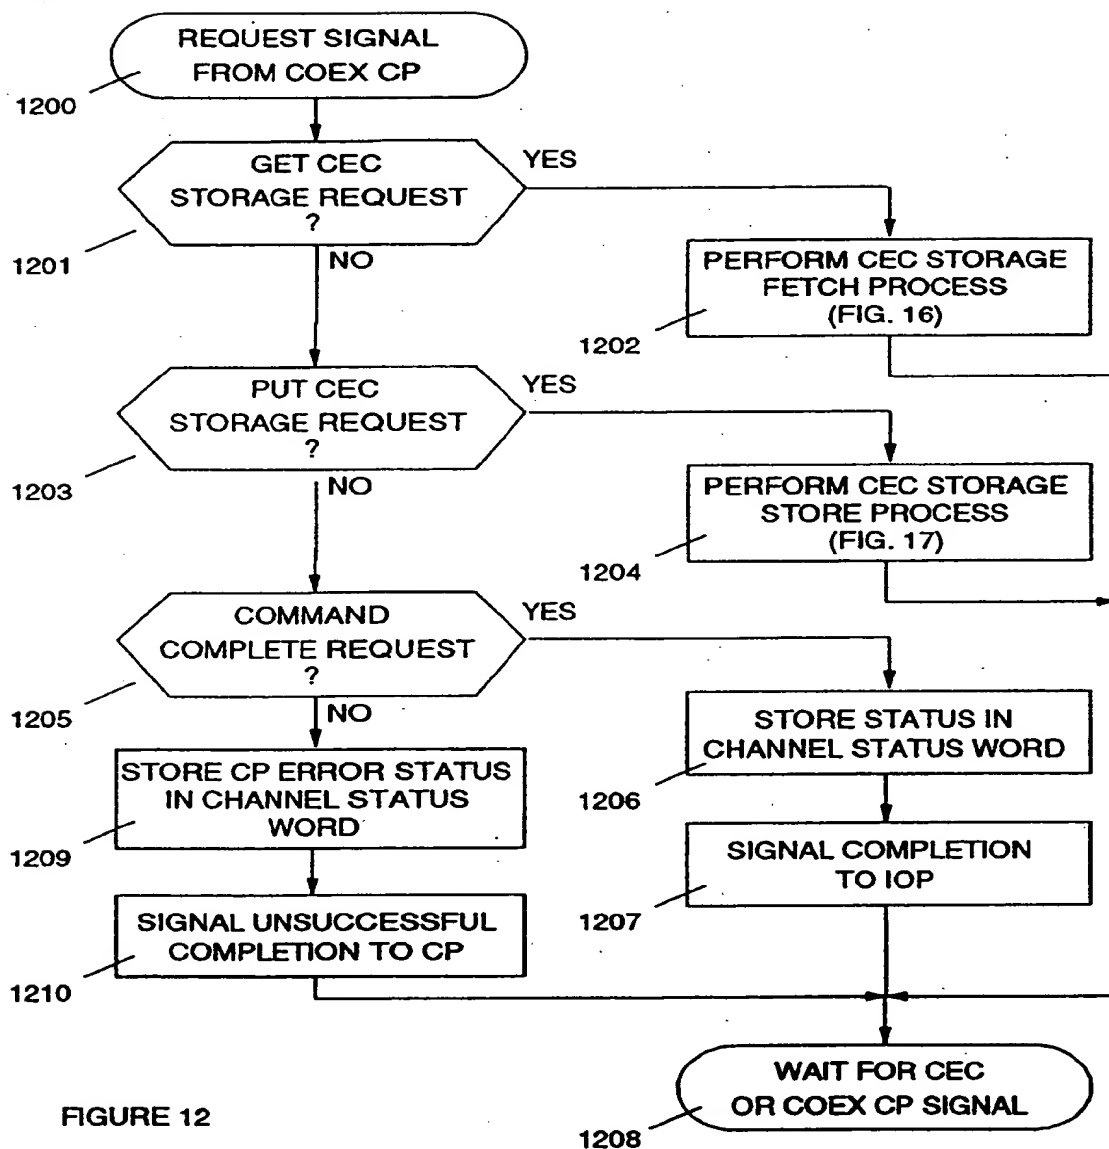 REQUEST SIGNAL
FROM COEX CP
1200
GET CEC
STORAGE REQUEST
?
YES
1201
NO
PERFORM CEC STORAGE
FETCH PROCESS
(FIG. 16)
1202
PUT CEC
STORAGE REQUEST
?
YES
1203
NO
PERFORM CEC STORAGE
STORE PROCESS
(FIG. 17)
1204
COMMAND
COMPLETE REQUEST
?
YES
1205
NO
STORE STATUS IN
CHANNEL STATUS WORD
1206
STORE CP ERROR STATUS
IN CHANNEL STATUS
WORD
1209
SIGNAL COMPLETION
TO IOP
1207
SIGNAL UNSUCCESSFUL
COMPLETION TO CP
1210
WAIT FOR CEC
OR COEX CP SIGNAL
1208
FIGURE 12